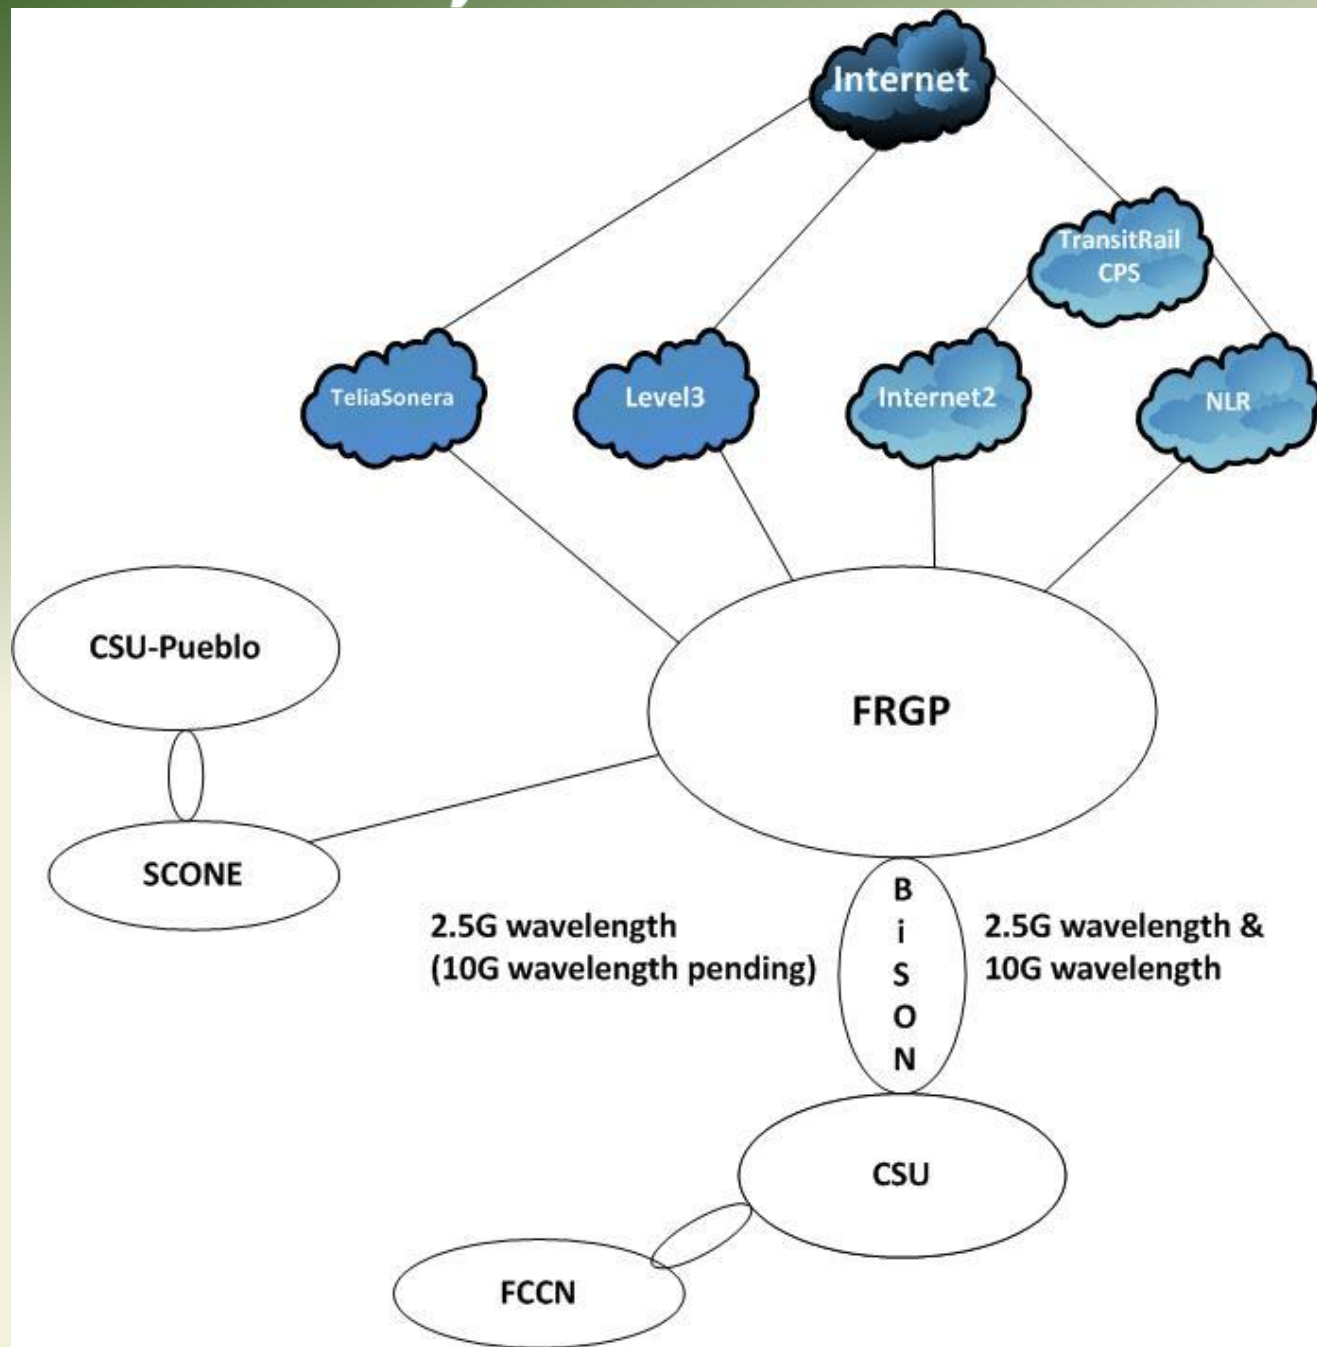 Internet
TransitRail
CPS
TeliaSonera
Level3
Internet2
NLR
CSU-Pueblo
FRGP
SCONE
2.5G wavelength
(10G wavelength pending)
B
i
S
O
N
2.5G wavelength &
10G wavelength
CSU
FCCN